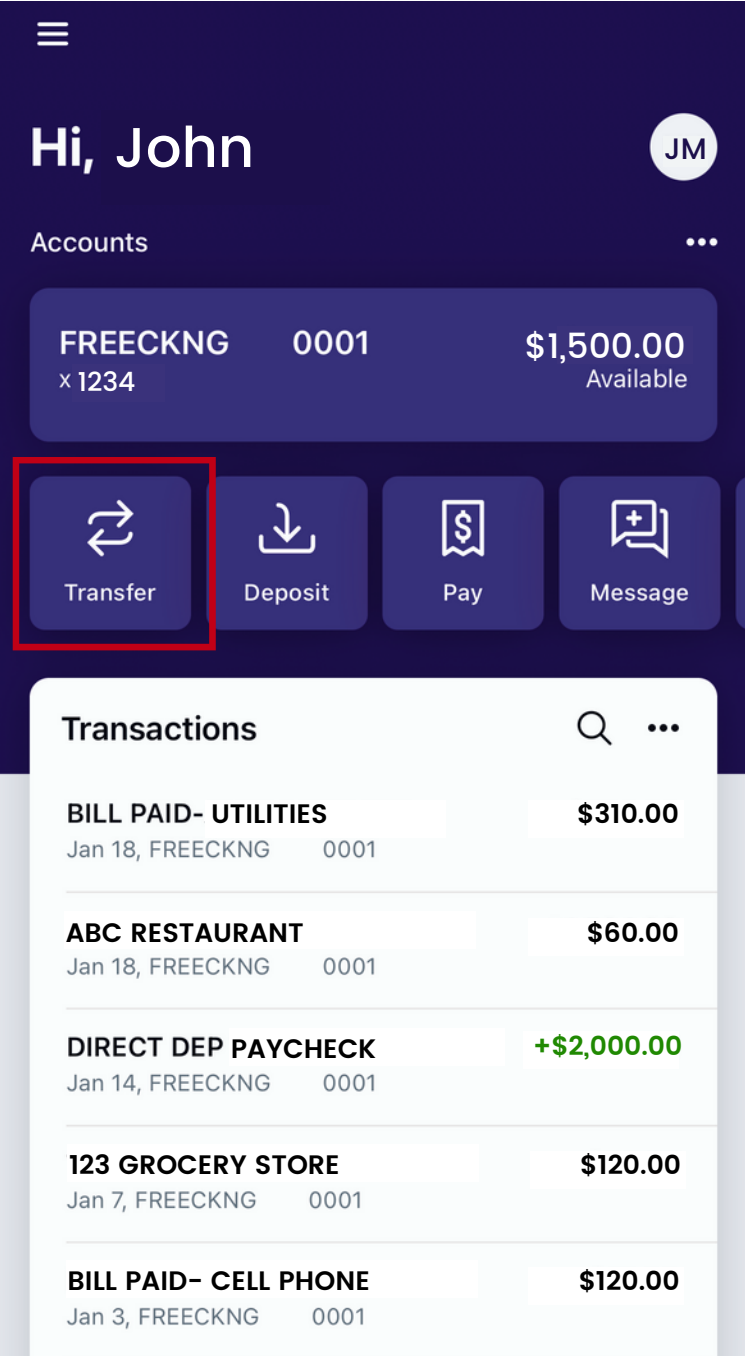 Hi, John
JM
Accounts
FREECKNG 0001 $1,500.00
x 1234 Available
Transfer Deposit Pay Message
Transactions
BILL PAID- UTILITIES $310.00
Jan 18, FREECKNG 0001
ABC RESTAURANT $60.00
Jan 18, FREECKNG 0001
DIRECT DEP PAYCHECK +$2,000.00
Jan 14, FREECKNG 0001
123 GROCERY STORE $120.00
Jan 7, FREECKNG 0001
BILL PAID- CELL PHONE $120.00
Jan 3, FREECKNG 0001